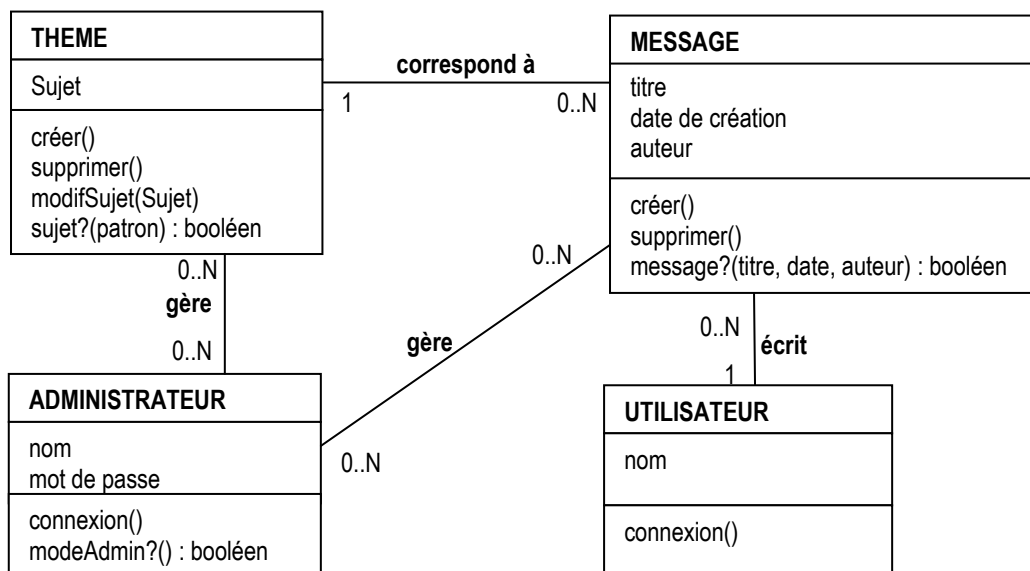 THEME
Sujet
créer()
supprimer()
modifSujet(Sujet)
sujet?(patron) : booléen
correspond à
1
0..N
MESSAGE
titre
date de création
auteur
créer()
supprimer()
message?(titre, date, auteur) : booléen
0..N
gère
0..N
0..N
gère
0..N
0..N
écrit
1
ADMINISTRATEUR
nom
mot de passe
connexion()
modeAdmin?() : booléen
UTILISATEUR
nom
connexion()